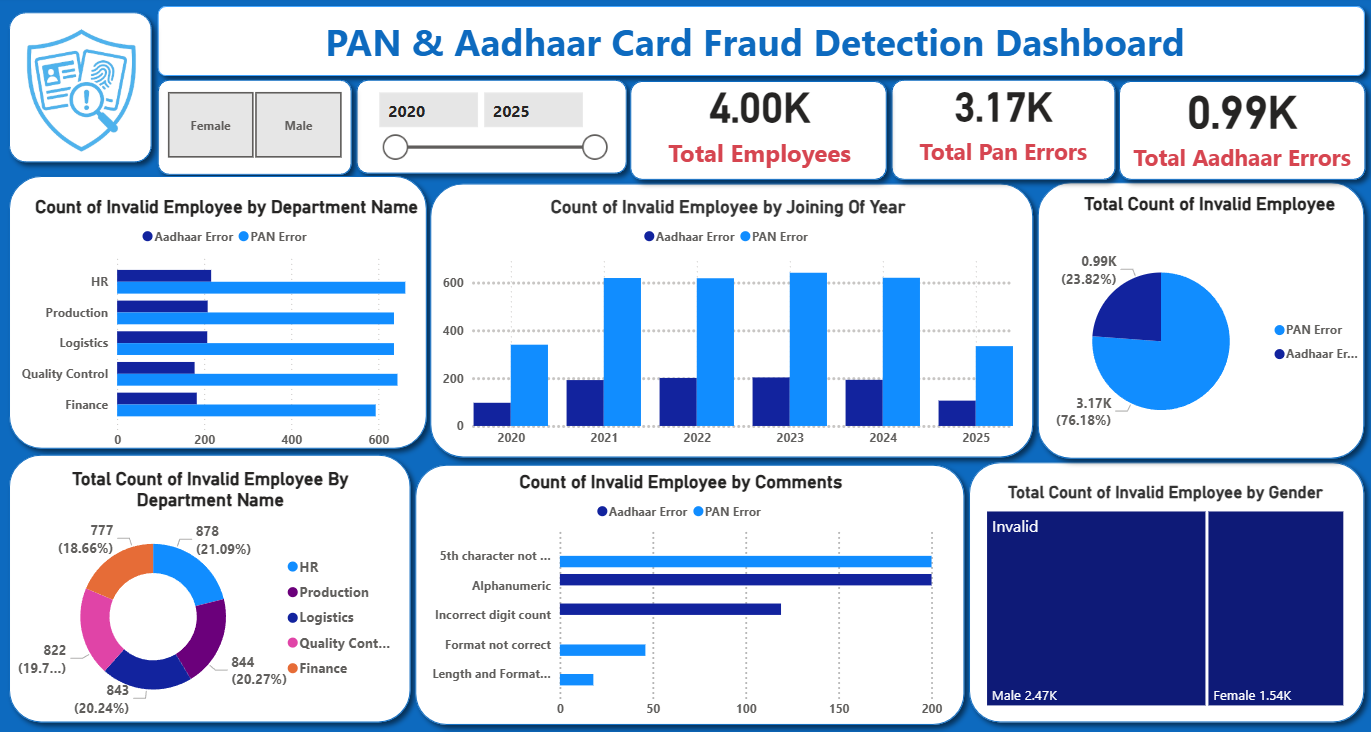 PAN & Aadhaar Card Fraud Detection Dashboard
Female
Male
2020
2025
4.00K
Total Employees
3.17K
Total Pan Errors
0.99K
Total Aadhaar Errors
Count of Invalid Employee by Department Name
Aadhaar Error PAN Error
HR
Production
Logistics
Quality Control
Finance
0 200 400 600
Count of Invalid Employee by Joining Of Year
Aadhaar Error PAN Error
600
400
200
0
2020 2021 2022 2023 2024 2025
Total Count of Invalid Employee
0.99K
(23.82%)
3.17K
(76.18%)
PAN Error
Aadhaar Er...
Total Count of Invalid Employee By
Department Name
777
(18.66%)
878
(21.09%)
822
(19.7...)
843
(20.24%)
844
(20.27%)
HR
Production
Logistics
Quality Cont...
Finance
Count of Invalid Employee by Comments
Aadhaar Error PAN Error
5th character not ...
Alphanumeric
Incorrect digit count
Format not correct
Length and Format...
0 50 100 150 200
Total Count of Invalid Employee by Gender
Invalid
Male 2.47K
Female 1.54K